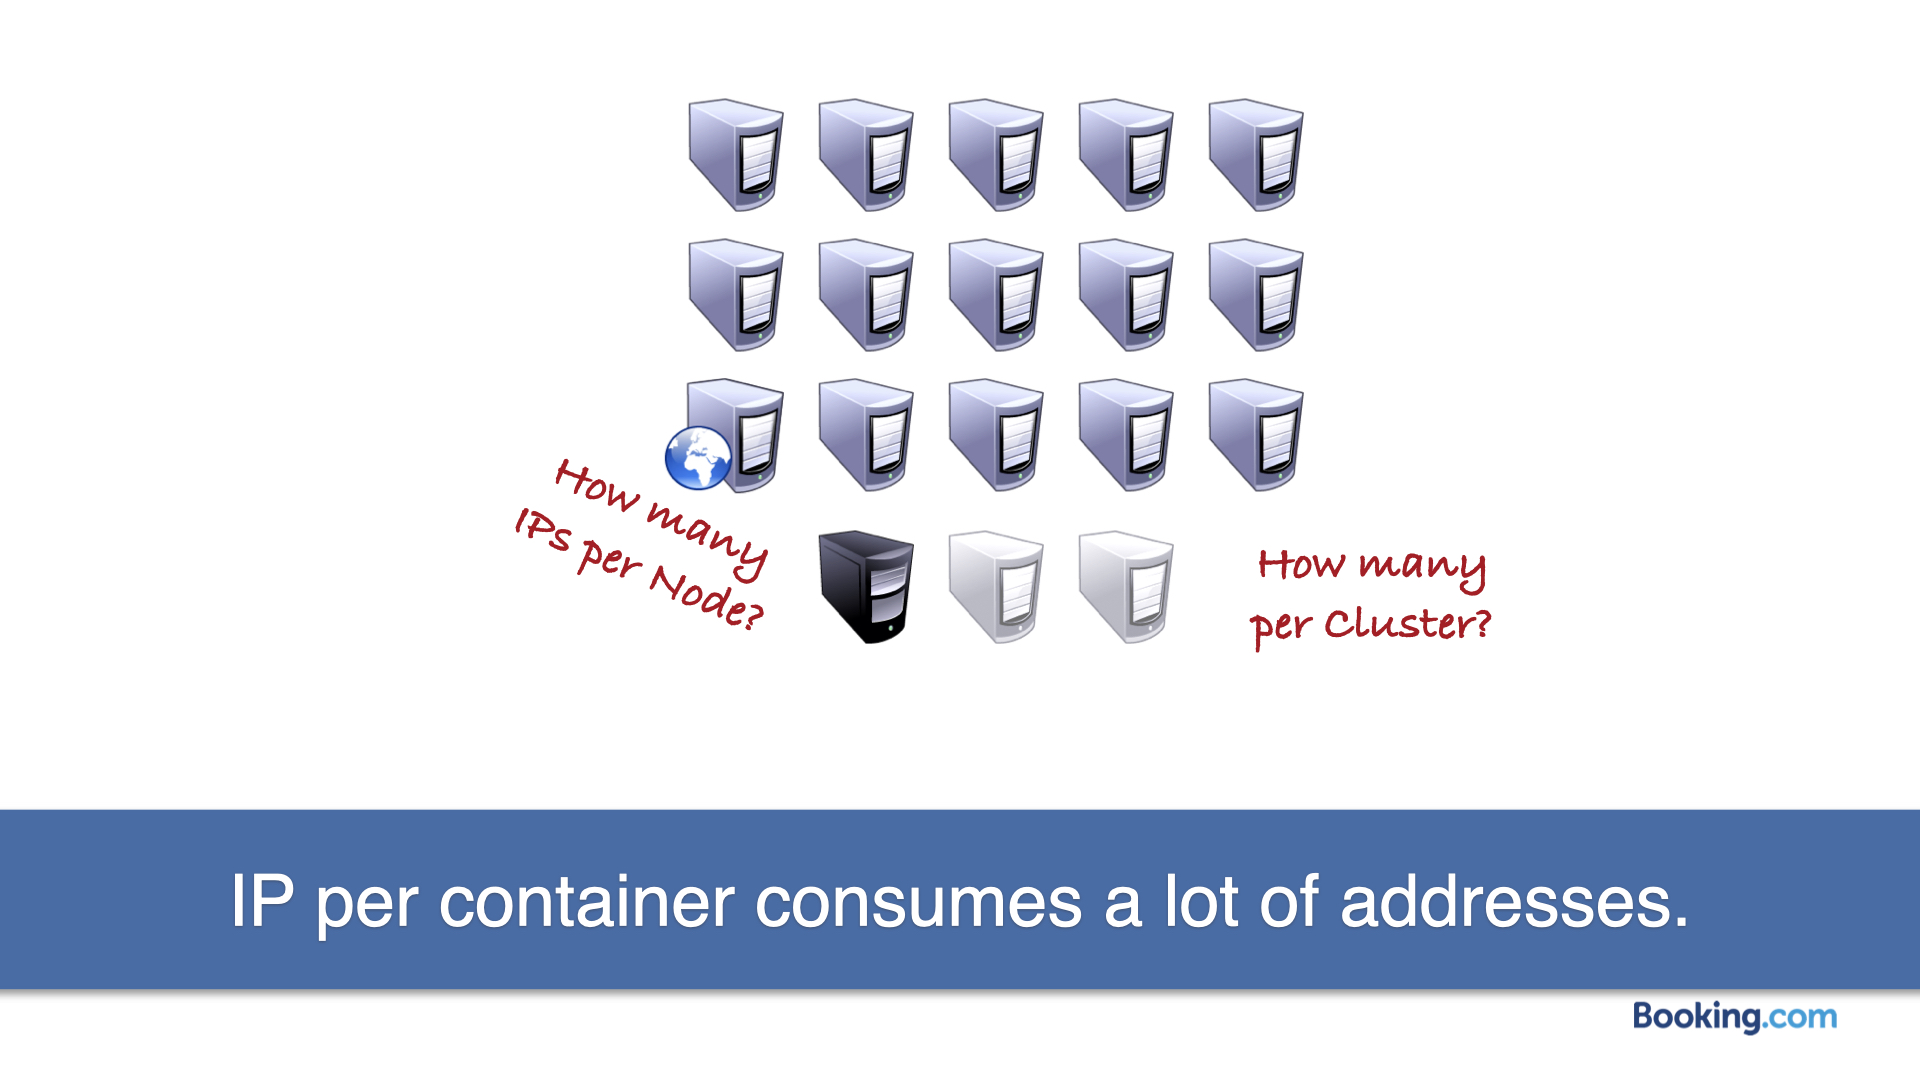 How many
IPs per Node?
How many
per Cluster?
IP per container consumes a lot of addresses.
Booking.com